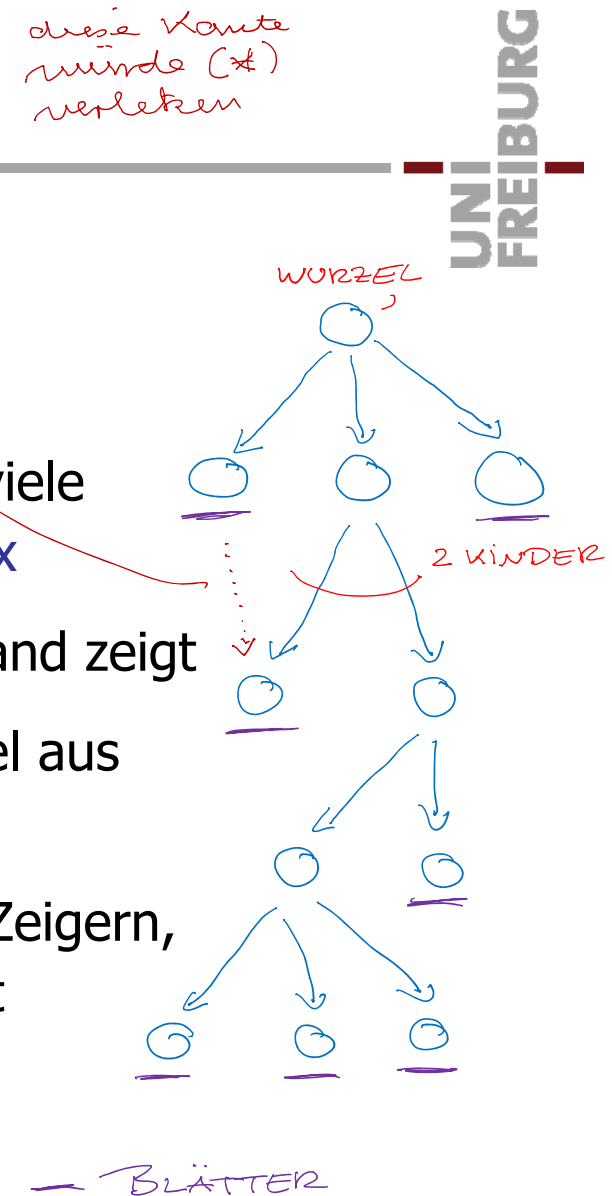 diese Kante
würde (*)
verletzen
UNI
FREIBURG
WURZEL
viele
x
2 KINDER
and zeigt
el aus
Zeigern,
t
— BLÄTTER